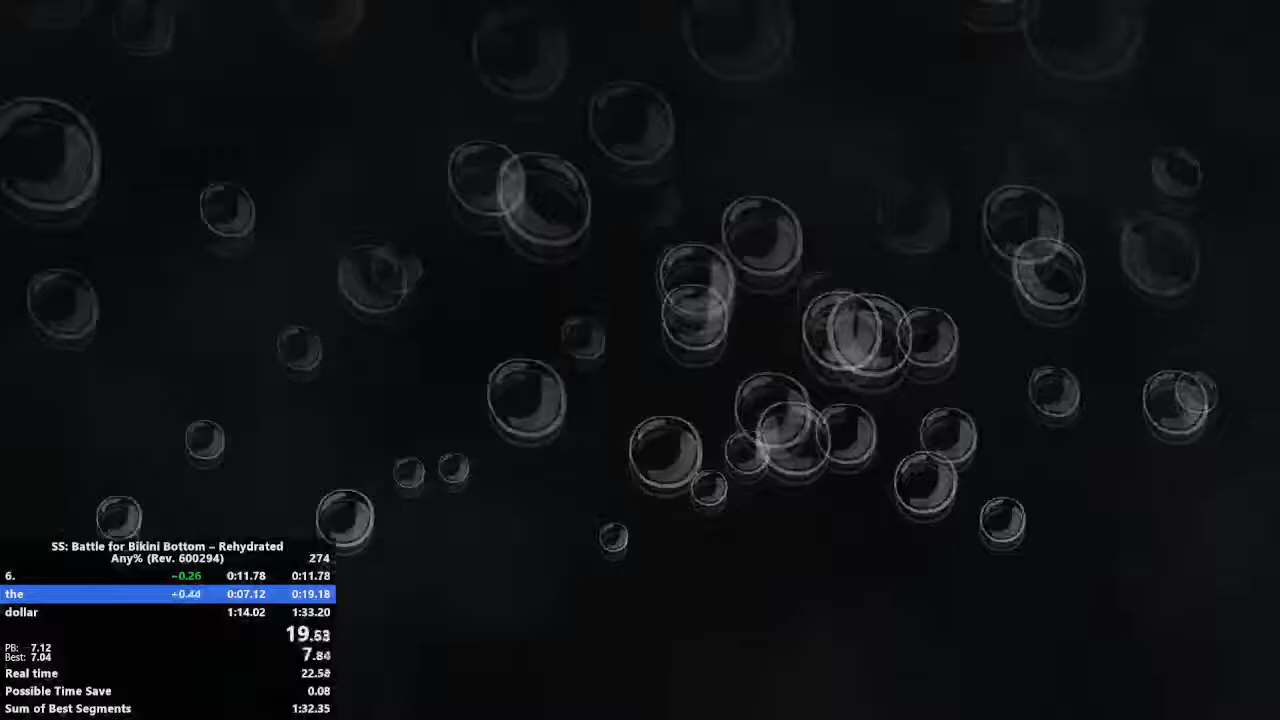 SS: Battle for Bikini Bottom – Rehydrated
Any% (Rev. 600294) 274
6. −0.26 0:11.78 0:11.78
the +0.44 0:07.12 0:19.18
dollar 1:14.02 1:33.20
19.53
PB: 7.12
Best: 7.04 7.84
Real time 22.58
Possible Time Save 0.08
Sum of Best Segments 1:32.35